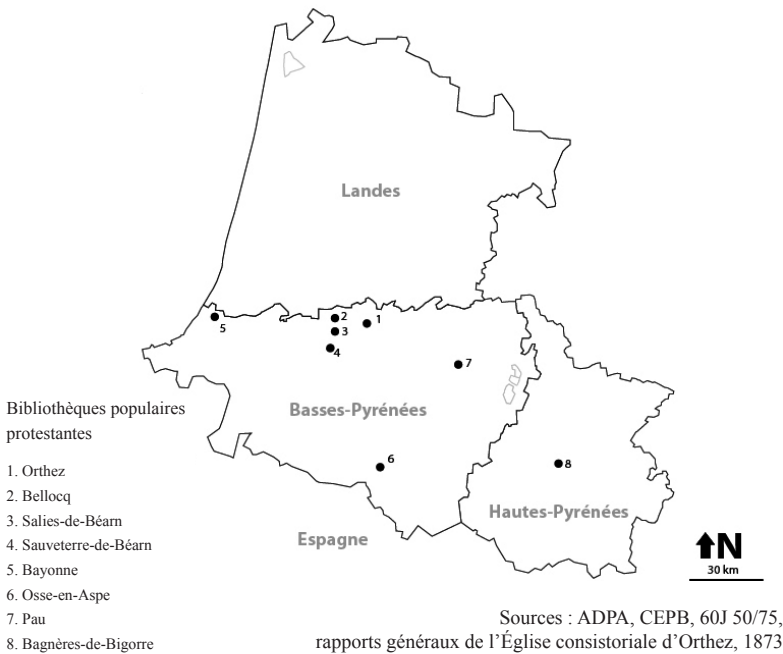 Landes
5
2
1
3
4
7
Basses-Pyrénées
Bibliothèques populaires
protestantes
6
8
1. Orthez
2. Bellocq
Hautes-Pyrénées
3. Salies-de-Béarn
Espagne
4. Sauveterre-de-Béarn
N
5. Bayonne
30 km
6. Osse-en-Aspe
7. Pau
8. Bagnères-de-Bigorre
Sources : ADPA, CEPB, 60J 50/75,
rapports généraux de l’Église consistoriale d’Orthez, 1873